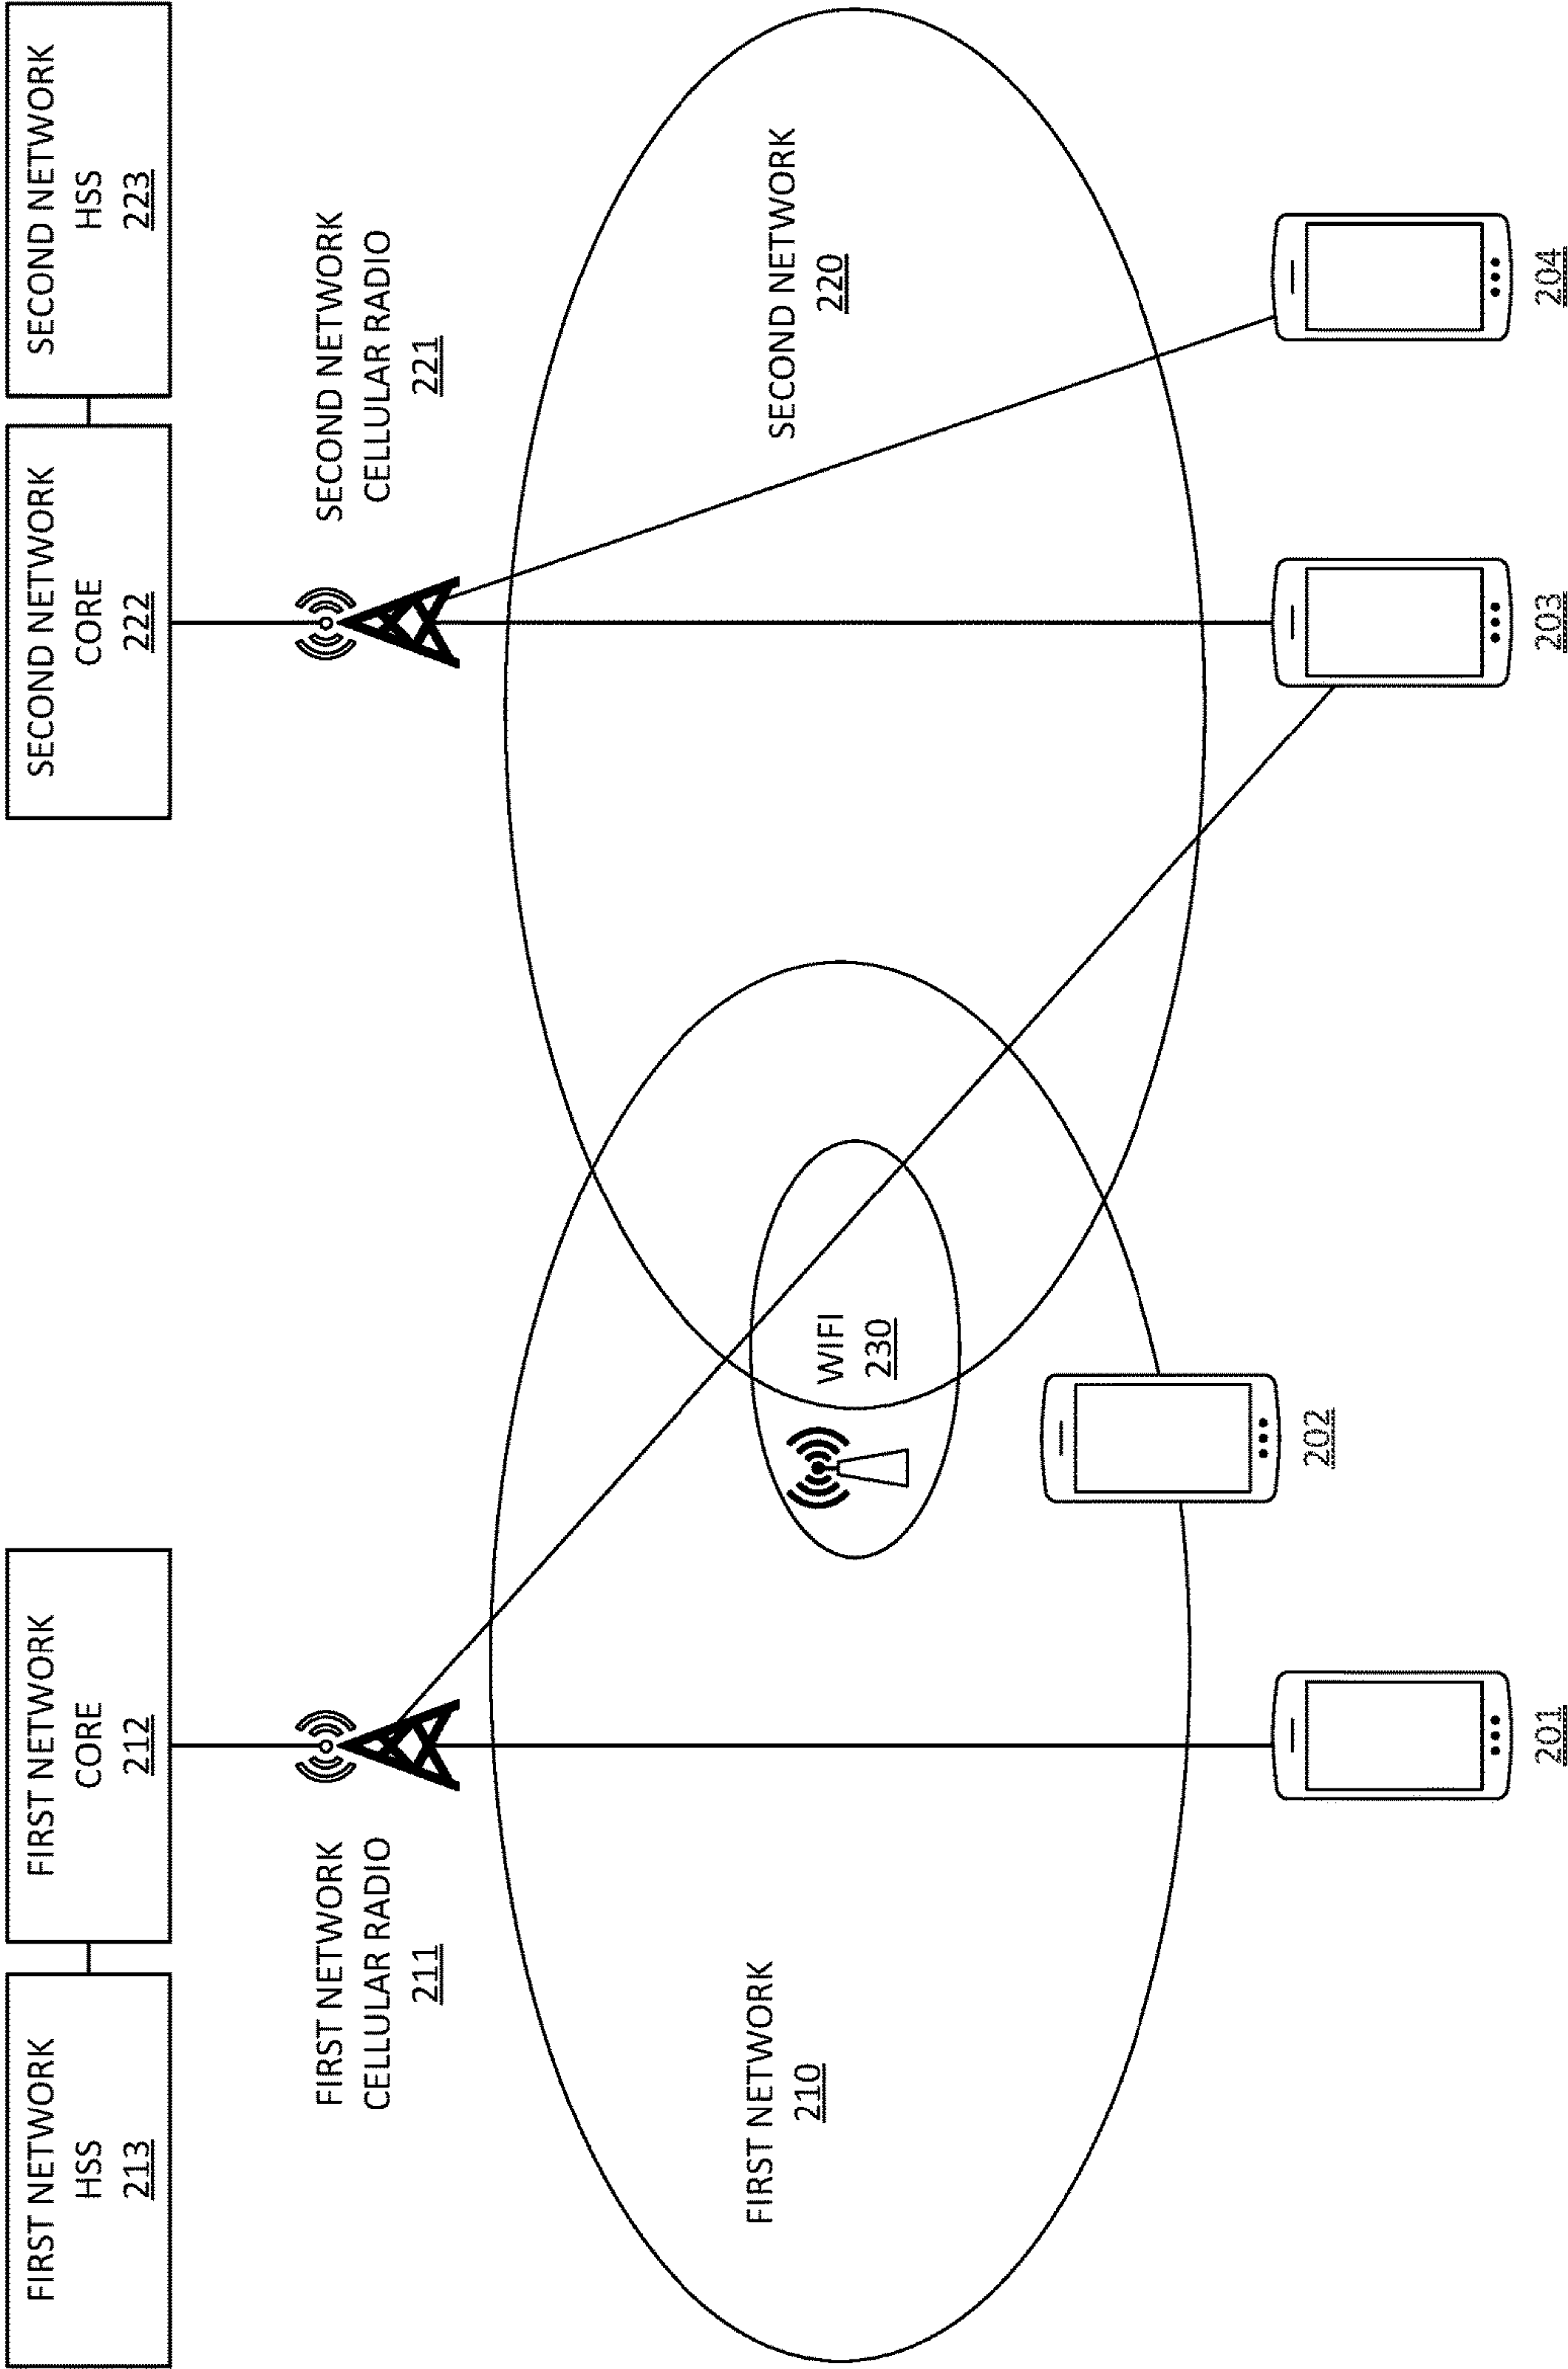 FIRST NETWORK
HSS
213
FIRST NETWORK
CORE
212
SECOND NETWORK
CORE
222
SECOND NETWORK
HSS
223
FIRST NETWORK
CELLULAR RADIO
211
SECOND NETWORK
CELLULAR RADIO
221
FIRST NETWORK
210
WIFI
230
SECOND NETWORK
220
201
202
203
204